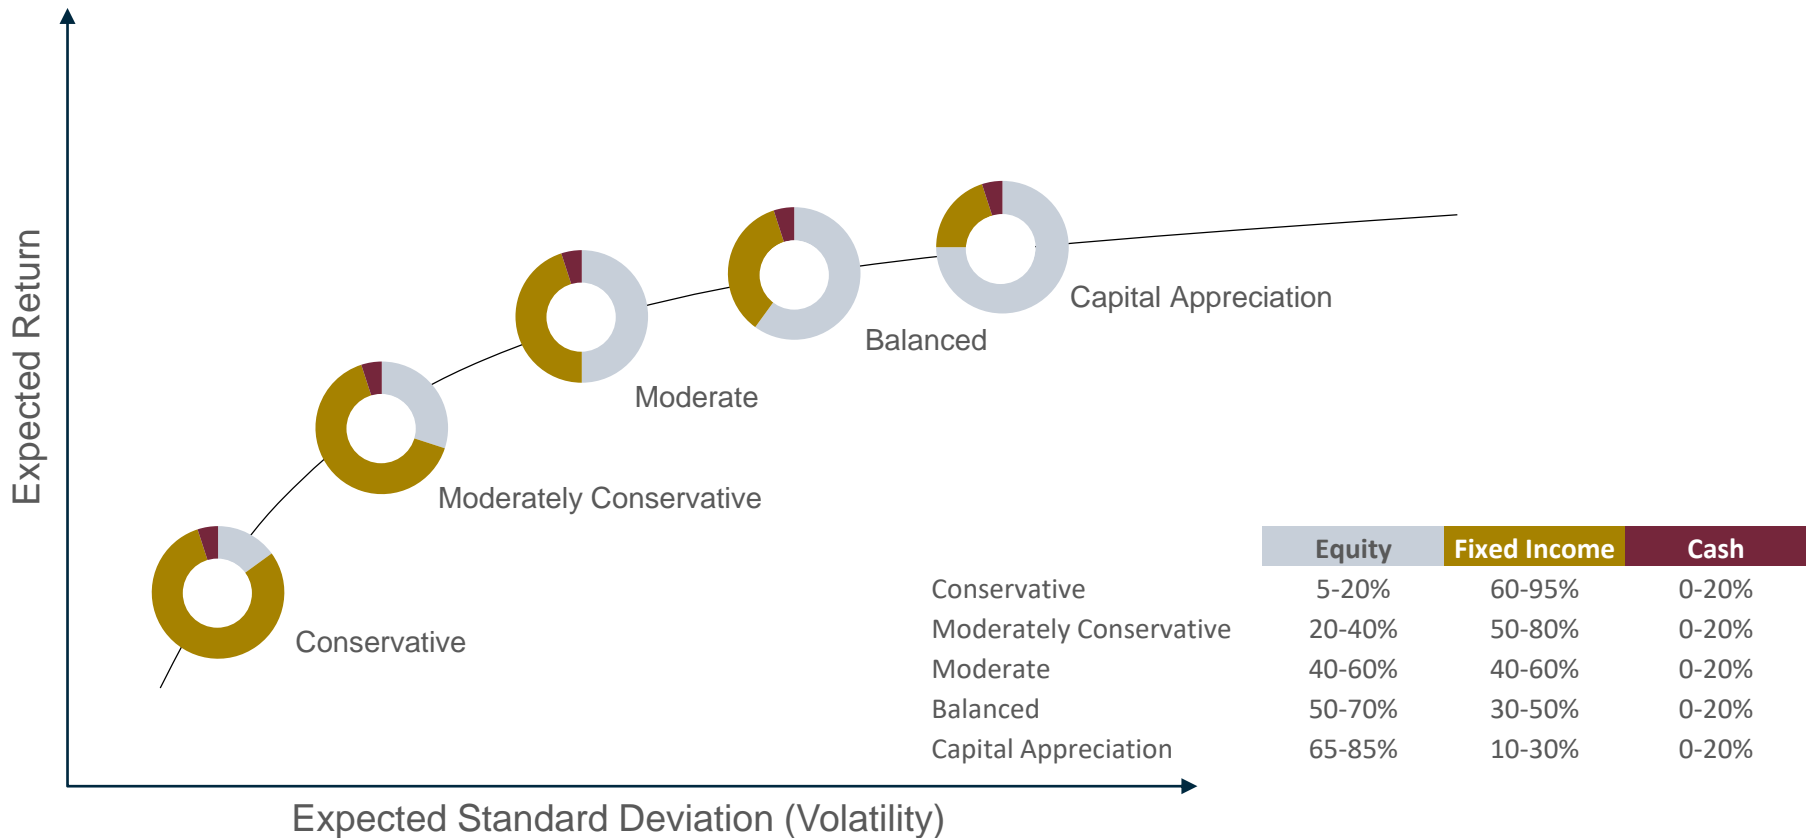 Expected Return
Capital Appreciation
Balanced
Moderate
Moderately Conservative
Conservative
Equity Fixed Income Cash
Conservative 5-20% 60-95% 0-20%
Moderately Conservative 20-40% 50-80% 0-20%
Moderate 40-60% 40-60% 0-20%
Balanced 50-70% 30-50% 0-20%
Capital Appreciation 65-85% 10-30% 0-20%
Expected Standard Deviation (Volatility)